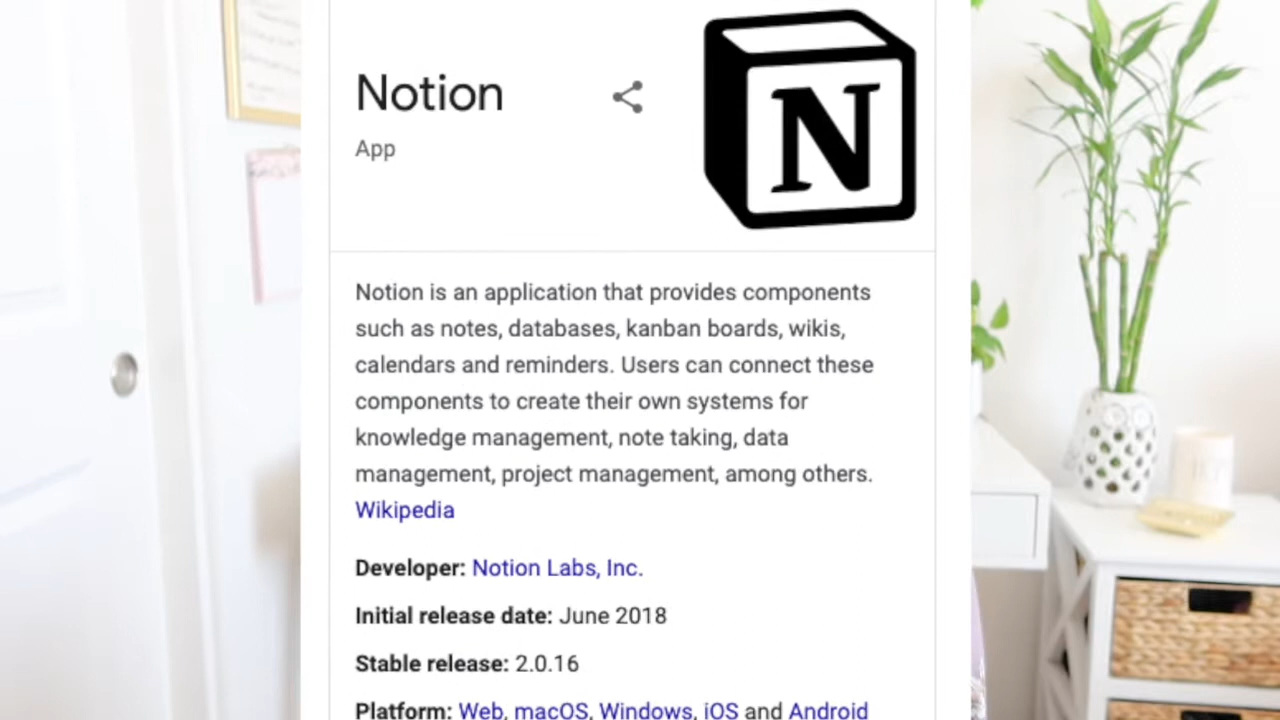 Notion
App
N
Notion is an application that provides components
such as notes, databases, kanban boards, wikis,
calendars and reminders. Users can connect these
components to create their own systems for
knowledge management, note taking, data
management, project management, among others.
Wikipedia
Developer: Notion Labs, Inc.
Initial release date: June 2018
Stable release: 2.0.16
Platform: Web, macOS, Windows, iOS and Android